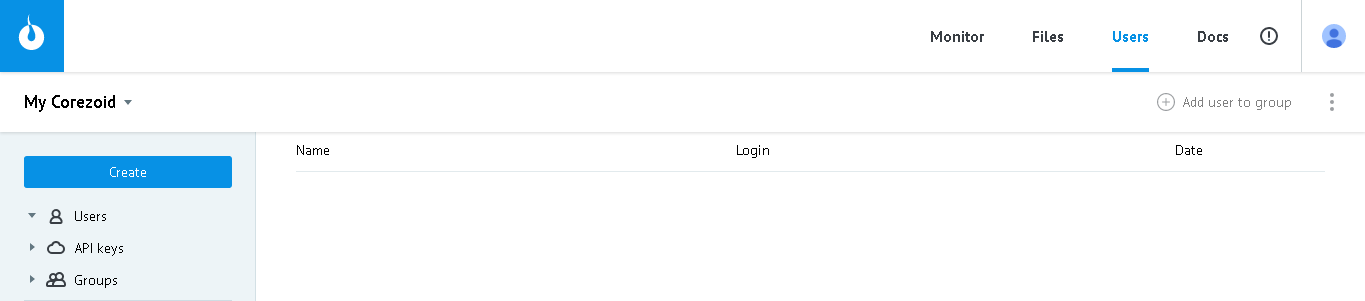 Monitor Files Users Docs
My Corezoid Add user to group
Name Login Date
Create
Users
API keys
Groups